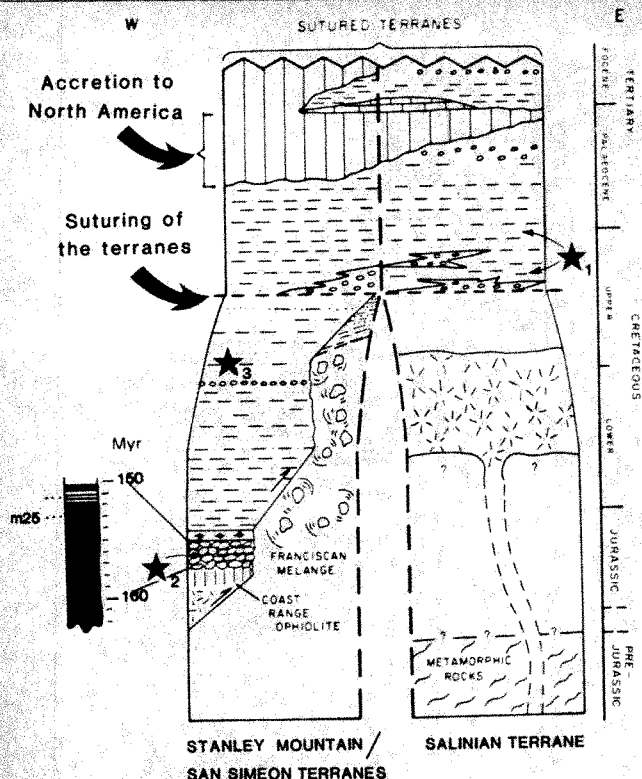 W
E
SUTURED TERRANES
Accretion to
North America
Suturing of
the terranes
EOCENE
TERTIARY
PALAEOCENE
UPPER
CRETACEOUS
LOWER
JURASSIC
PRE-
JURASSIC
1
3
Myr
150
m25
2
160
FRANCISCAN
MELANGE
COAST
RANGE
OPHIOLITE
? ?
? ? ?
METAMORPHIC
ROCKS
STANLEY MOUNTAIN /
SAN SIMEON TERRANES
SALINIAN TERRANE